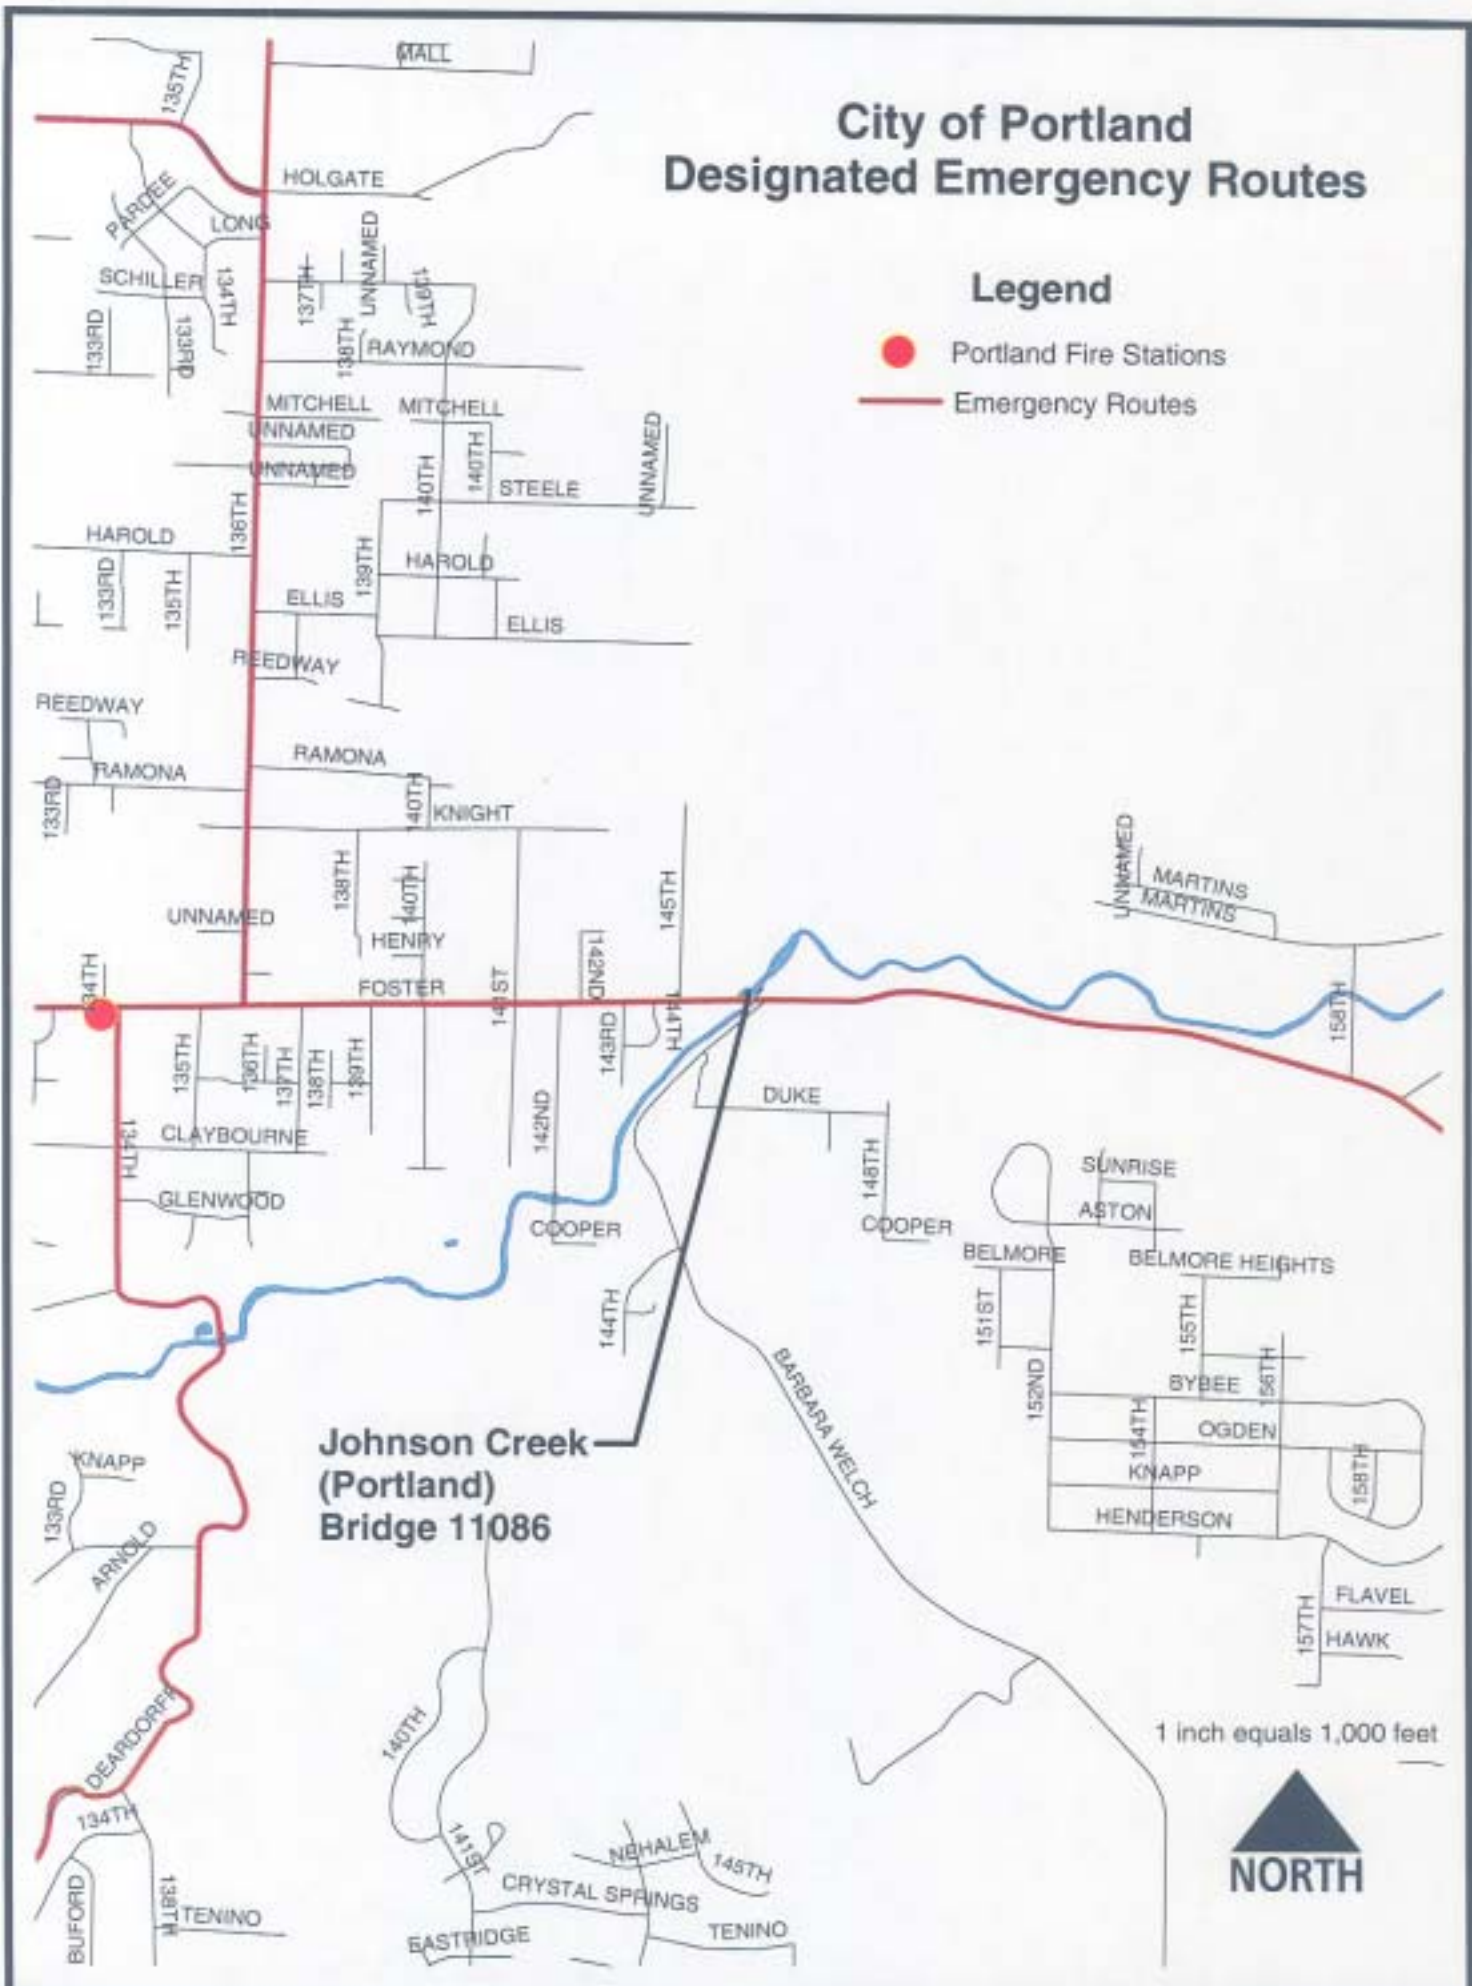 City of Portland
Designated Emergency Routes
Legend
Portland Fire Stations
Emergency Routes
MALL
135TH
HOLGATE
PARDEE
LONG
SCHILLER
134TH
137TH
UNNAMED
139TH
133RD
133RD
138TH
RAYMOND
MITCHELL
MITCHELL
UNNAMED
UNNAMED
140TH
140TH
STEELE
UNNAMED
136TH
HAROLD
133RD
135TH
139TH
HAROLD
ELLIS
ELLIS
REEDWAY
REEDWAY
RAMONA
RAMONA
133RD
140TH
KNIGHT
138TH
140TH
145TH
UNNAMED
MARTINS
MARTINS
UNNAMED
HENRY
142ND
134TH
FOSTER
141ST
144TH
158TH
135TH
136TH
137TH
138TH
139TH
143RD
142ND
DUKE
134TH
CLAYBOURNE
148TH
SUNRISE
GLENWOOD
COOPER
COOPER
ASTON
BELMORE
BELMORE HEIGHTS
144TH
151ST
155TH
156TH
152ND
BYBEE
154TH
OGDEN
BARBARA WELCH
Johnson Creek
(Portland)
Bridge 11086
KNAPP
133RD
KNAPP
158TH
HENDERSON
ARNOLD
FLAVEL
157TH
HAWK
DEARDORFF
140TH
1 inch equals 1,000 feet
134TH
141ST
NEHALEM
145TH
NORTH
BUFORD
138TH
TENINO
CRYSTAL SPRINGS
EASTRIDGE
TENINO